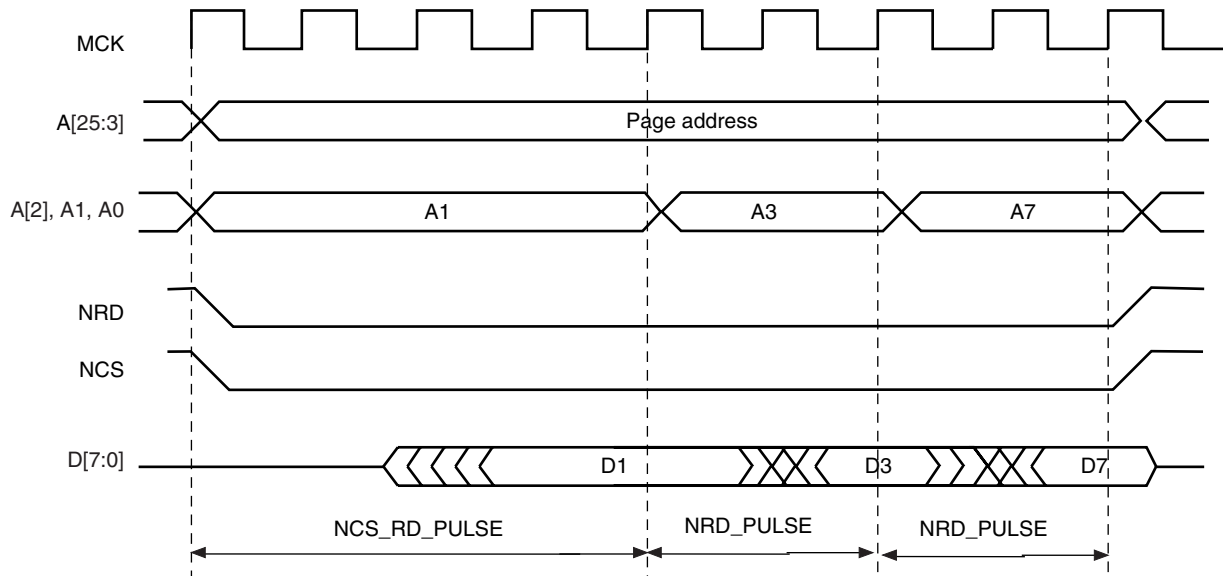 MCK
A[25:3]
Page address
A[2], A1, A0
A1
A3
A7
NRD
NCS
D[7:0]
D1
D3
D7
NCS_RD_PULSE
NRD_PULSE
NRD_PULSE